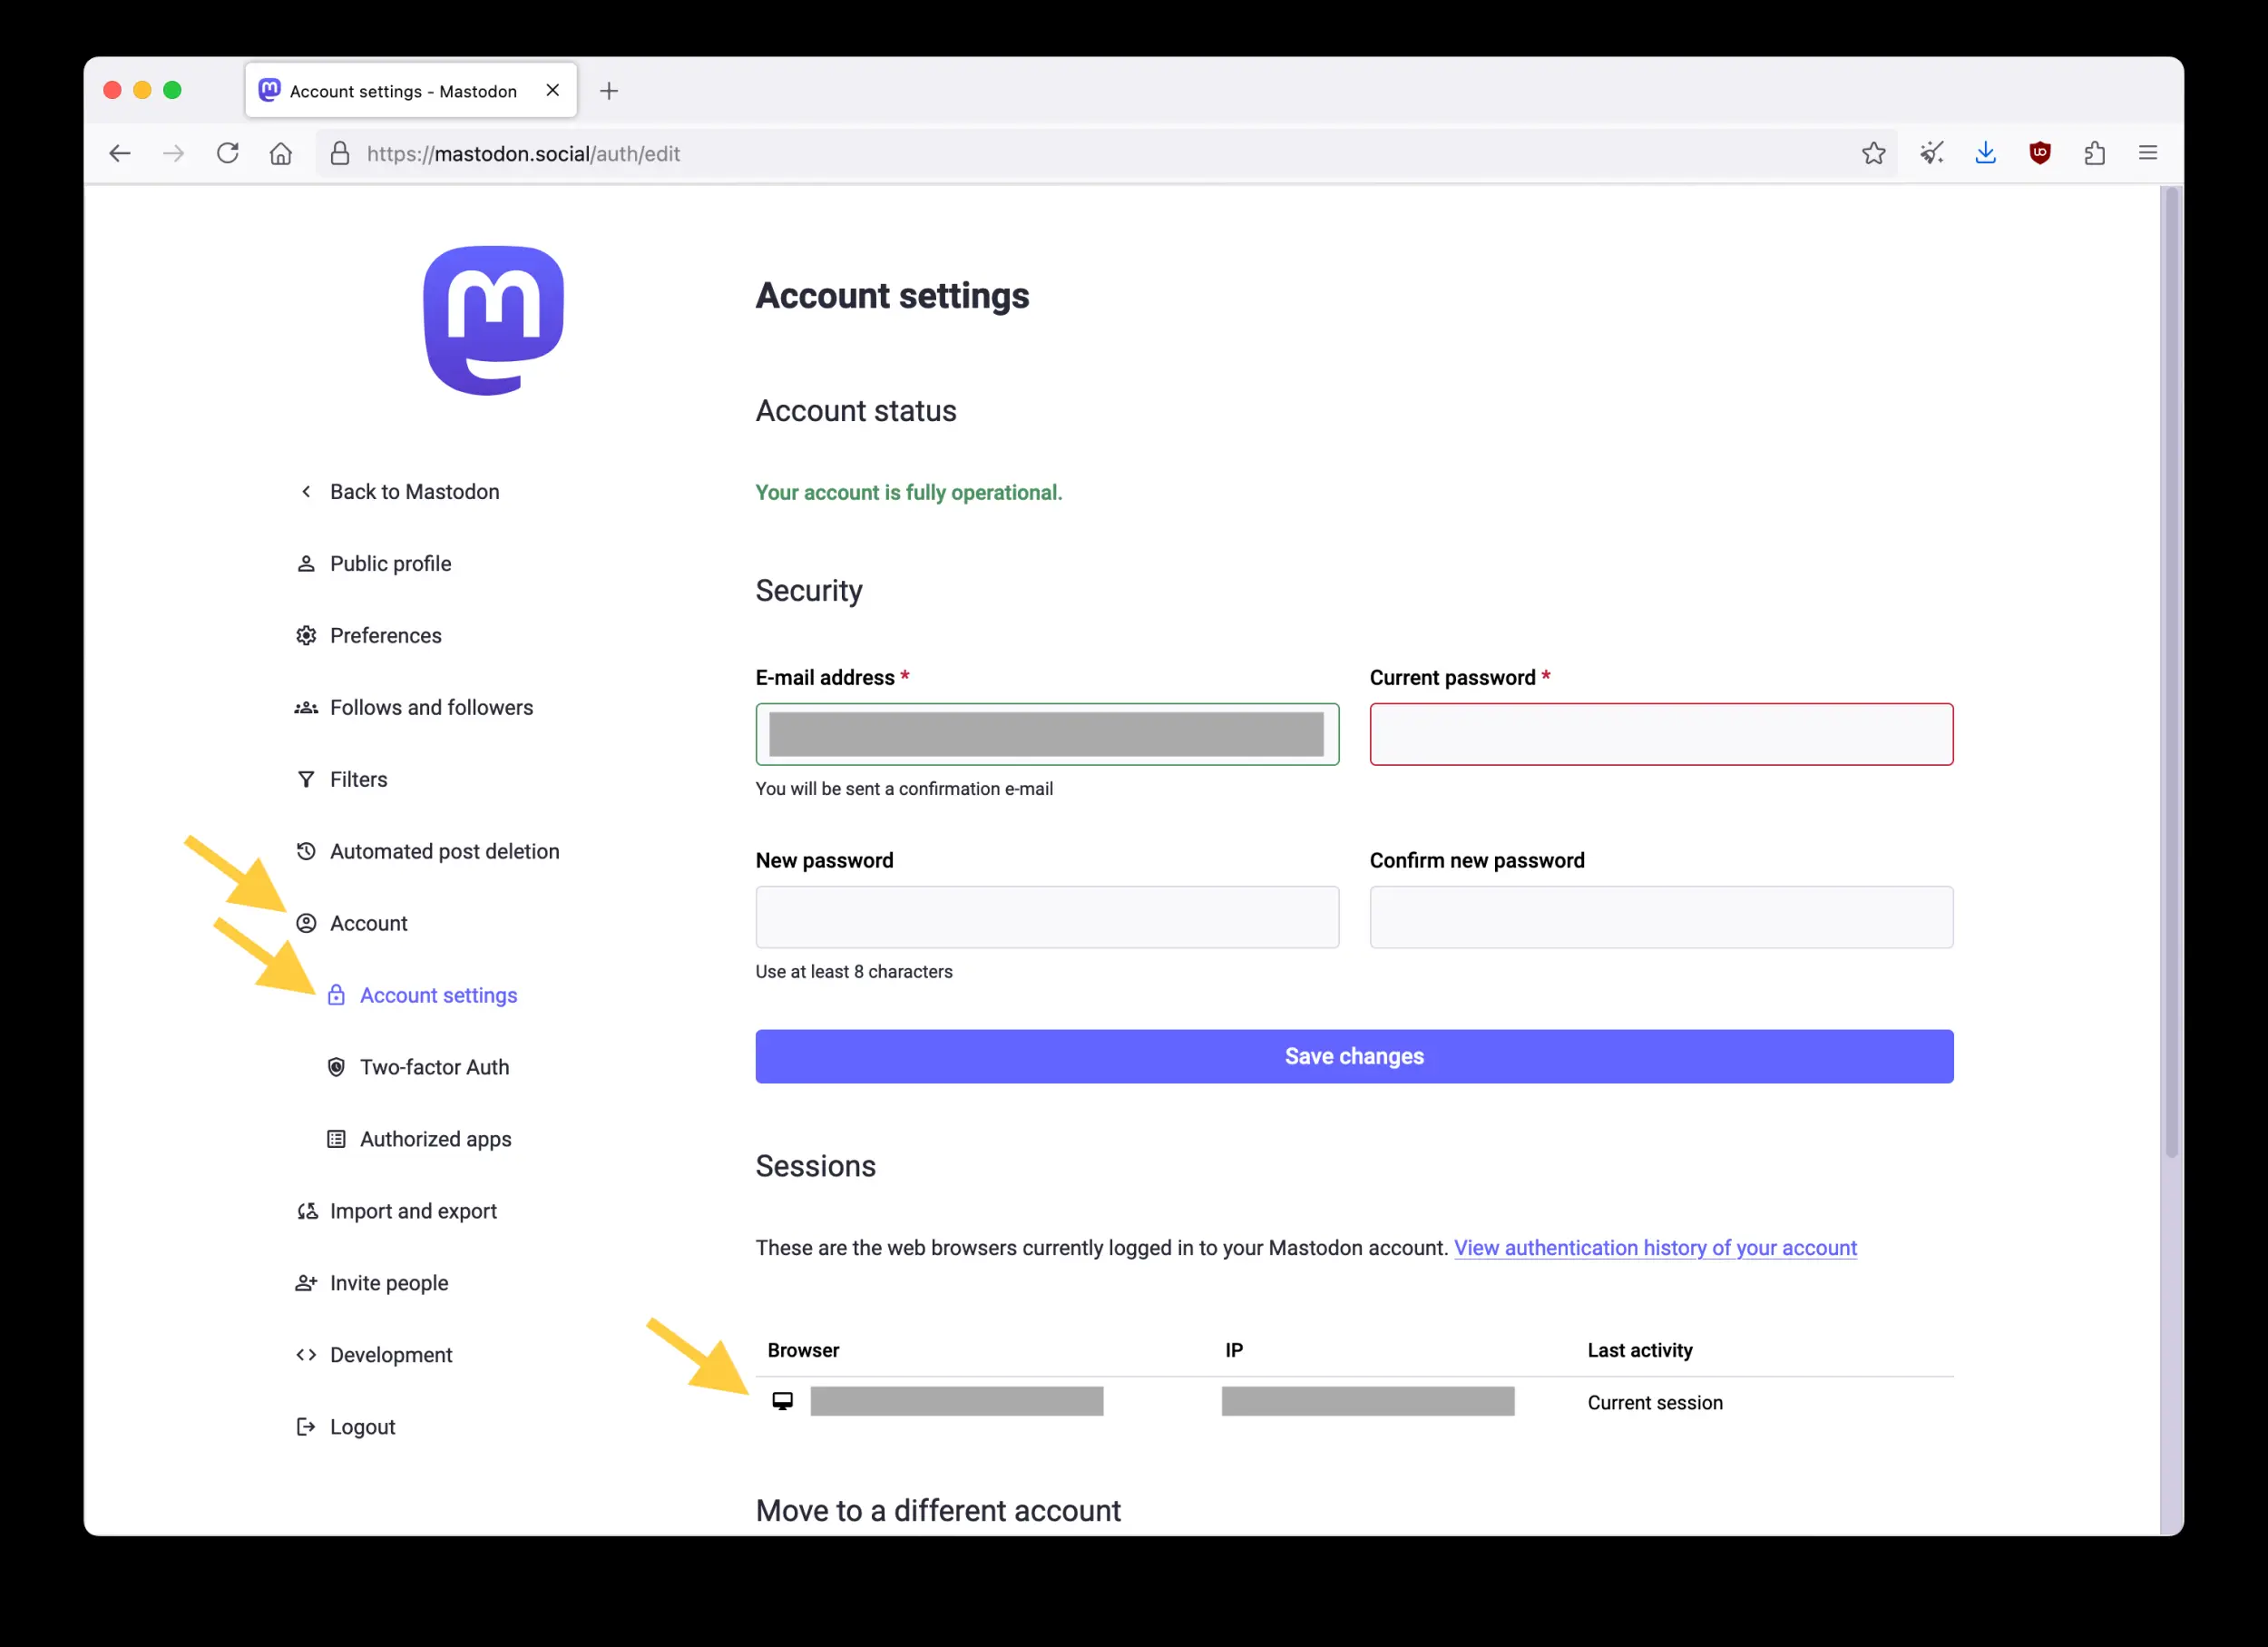 Account settings - Mastodon
https://mastodon.social/auth/edit
Back to Mastodon
Public profile
Preferences
Follows and followers
Filters
Automated post deletion
Account
Account settings
Two-factor Auth
Authorized apps
Import and export
Invite people
Development
Logout
Account settings
Account status
Your account is fully operational.
Security
E-mail address *
Current password *
You will be sent a confirmation e-mail
New password
Confirm new password
Use at least 8 characters
Save changes
Sessions
These are the web browsers currently logged in to your Mastodon account. View authentication history of your account
Browser IP Last activity
Current session
Move to a different account